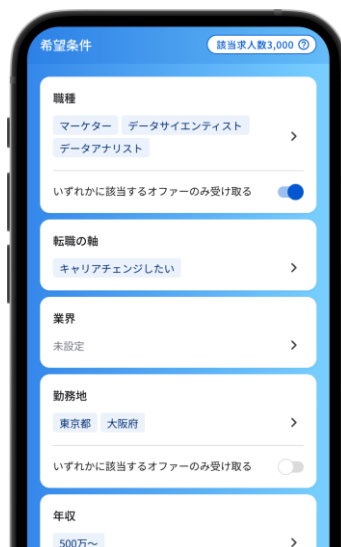 希望条件
該当求人数3,000 ?
職種
マーケター データサイエンティスト
データアナリスト
いずれかに該当するオファーのみ受け取る
転職の軸
キャリアチェンジしたい
業界
未設定
勤務地
東京都 大阪府
いずれかに該当するオファーのみ受け取る
年収
500万〜